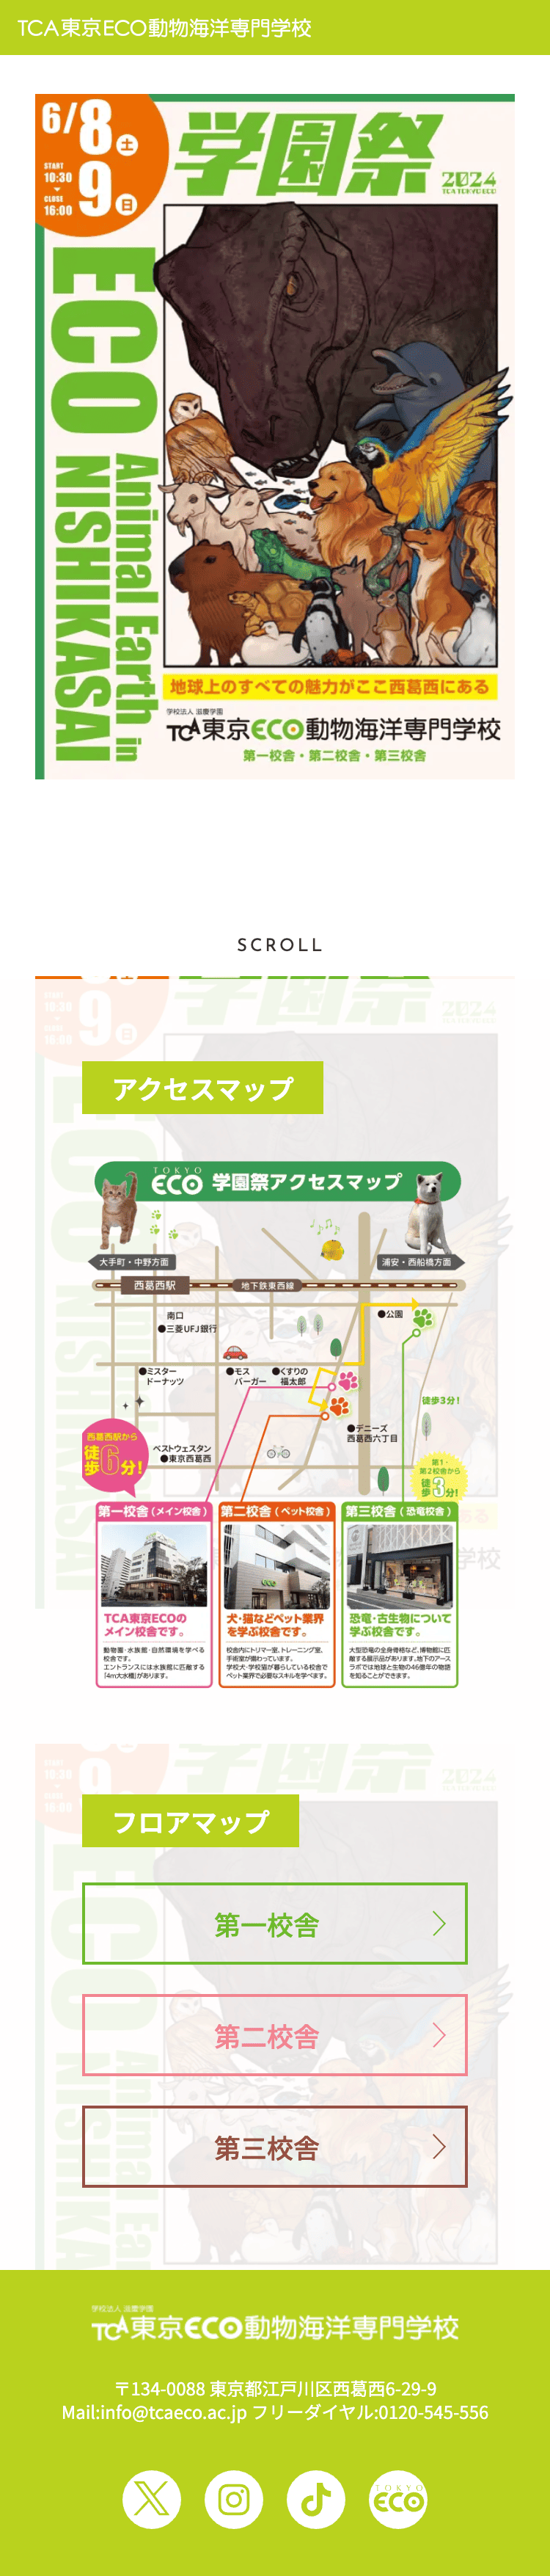 TCA東京ECO動物海洋専門学校
6/8土
9日
START
10:30
CLOSE
16:00
学園祭
2024
TCA TOKYO ECO
ECO
Animal Earth in
NISHIKASAI
地球上のすべての魅力がここ西葛西にある
学校法人 滋慶学園
TCA東京ECO動物海洋専門学校
第一校舎・第二校舎・第三校舎
SCROLL
アクセスマップ
TOKYO
ECO 学園祭アクセスマップ
大手町・中野方面
浦安・西船橋方面
西葛西駅
地下鉄東西線
南口
●三菱UFJ銀行
●公園
●ミスター
ドーナッツ
●モス
バーガー
●くすりの
福太郎
徒歩3分!
●デニーズ
西葛西六丁目
西葛西駅から
徒歩6分!
ベストウェスタン
●東京西葛西
第1・
第2校舎から
徒歩3分!
第一校舎(メイン校舎)
TCA東京ECOの
メイン校舎です。
動物園・水族館・自然環境を学べる
校舎です。
エントランスには水族館に匹敵する
「4m大水槽」があります。
第二校舎(ペット校舎)
犬・猫などペット業界
を学ぶ校舎です。
校舎内にトリマー室、トレーニング室、
手術室が備わっています。
学校犬・学校猫が暮らしている校舎で
ペット業界で必要なスキルを学べます。
第三校舎(恐竜校舎)
恐竜・古生物について
学ぶ校舎です。
大型恐竜の全身骨格など、博物館に匹
敵する展示品があります。地下のアース
ラボでは地球と生物の46億年の物語
を知ることができます。
フロアマップ
第一校舎
第二校舎
第三校舎
学校法人 滋慶学園
TCA東京ECO動物海洋専門学校
〒134-0088 東京都江戸川区西葛西6-29-9
Mail:info@tcaeco.ac.jp フリーダイヤル:0120-545-556
TOKYO
ECO